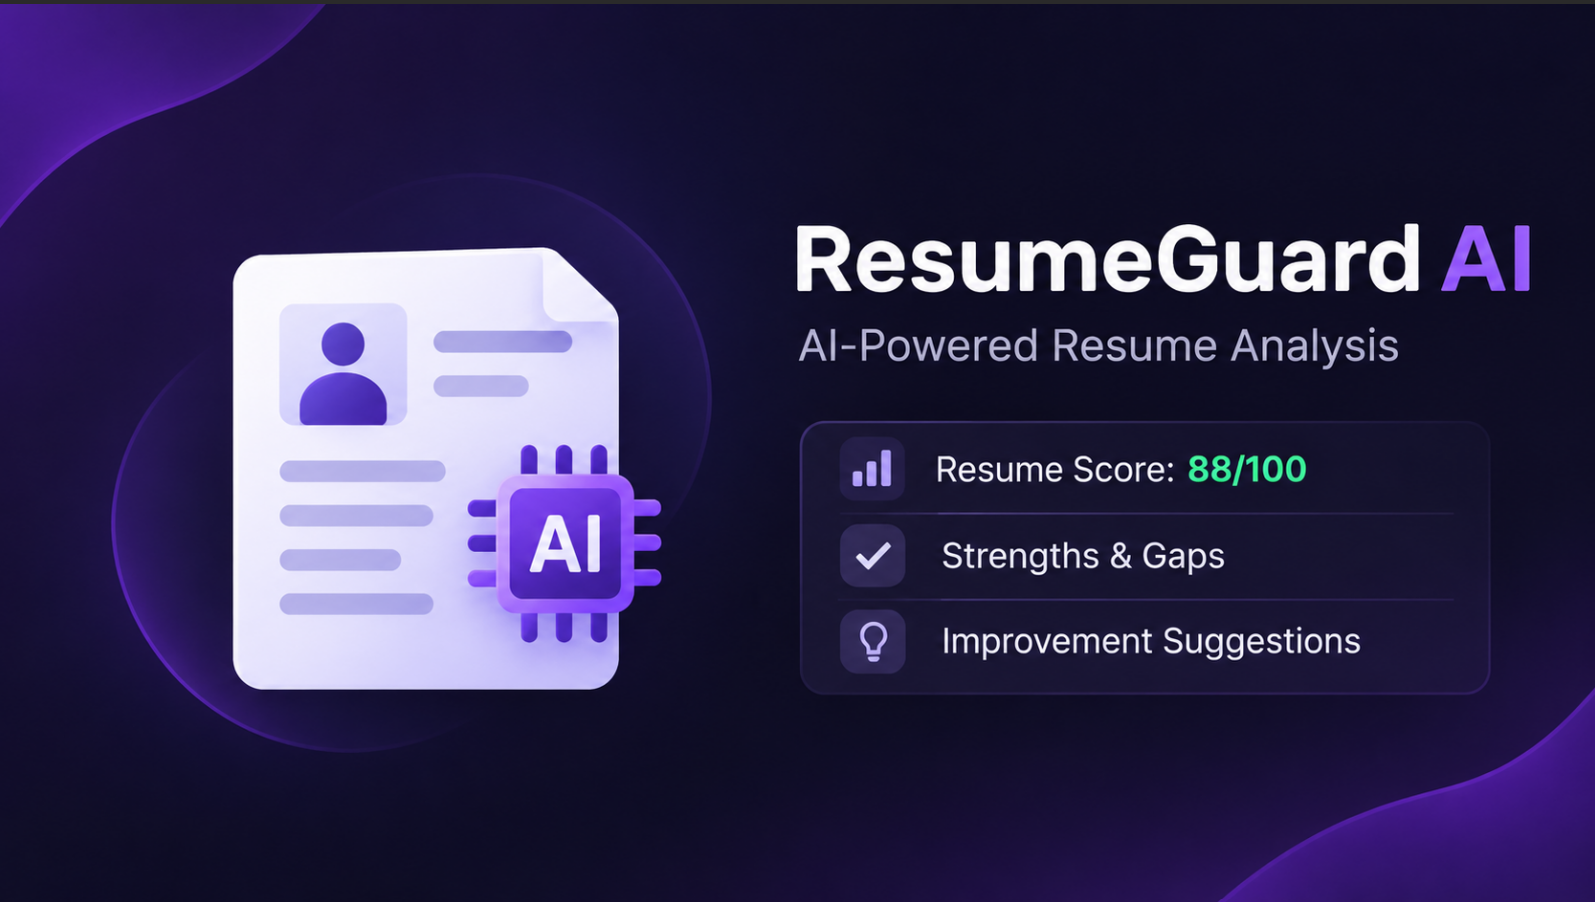 ResumeGuard AI
AI-Powered Resume Analysis
Resume Score: 88/100
Strengths & Gaps
Improvement Suggestions
AI